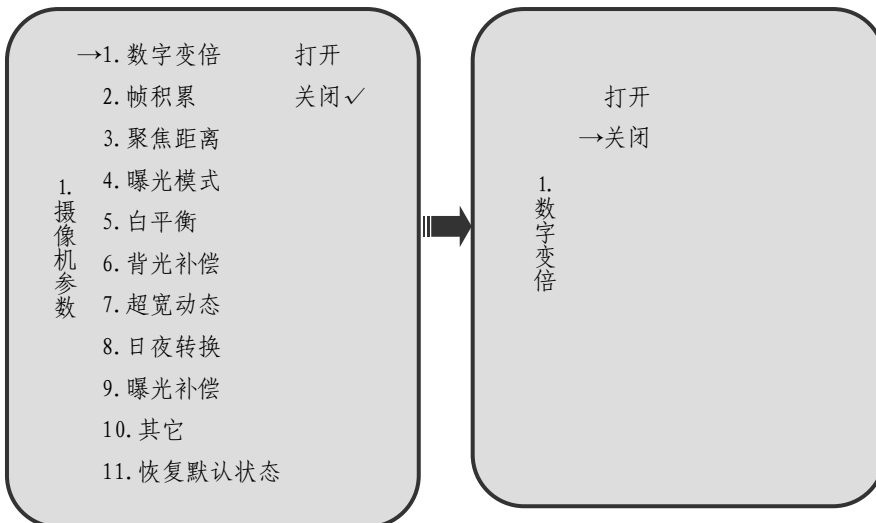 1.摄像机参数
→1.数字变倍 打开
2.帧积累 关闭✓
3.聚焦距离
4.曝光模式
5.白平衡
6.背光补偿
7.超宽动态
8.日夜转换
9.曝光补偿
10.其它
11.恢复默认状态
1.数字变倍
打开
→关闭